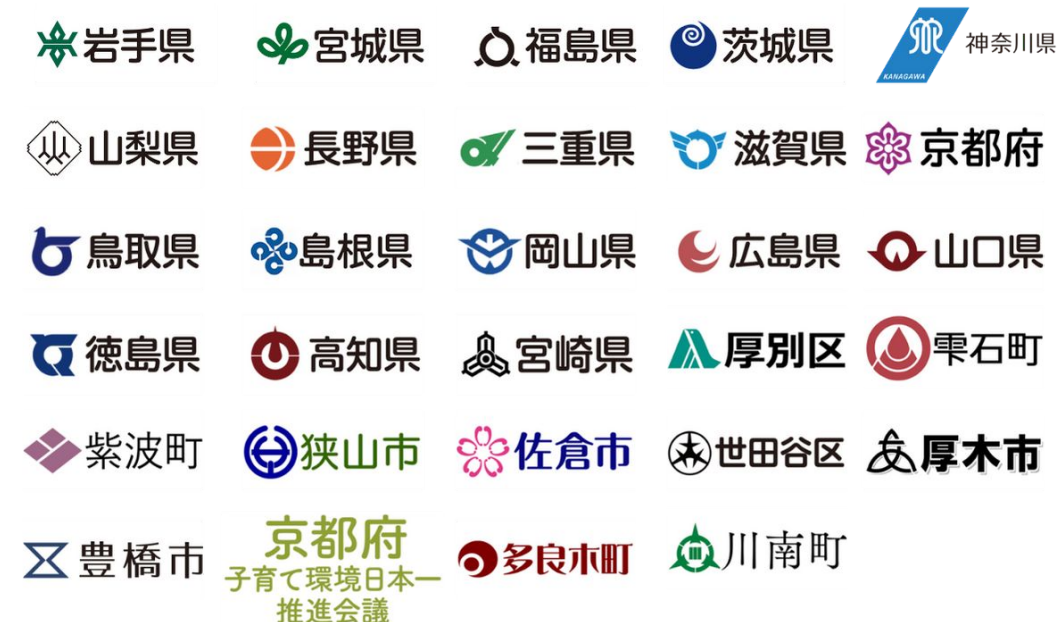 岩手県
宮城県
福島県
茨城県
KANAGAWA
神奈川県
山梨県
長野県
三重県
滋賀県
京都府
鳥取県
島根県
岡山県
広島県
山口県
徳島県
高知県
宮崎県
厚別区
雫石町
紫波町
狭山市
佐倉市
世田谷区
厚木市
豊橋市
京都府
子育て環境日本一
推進会議
多良木町
川南町